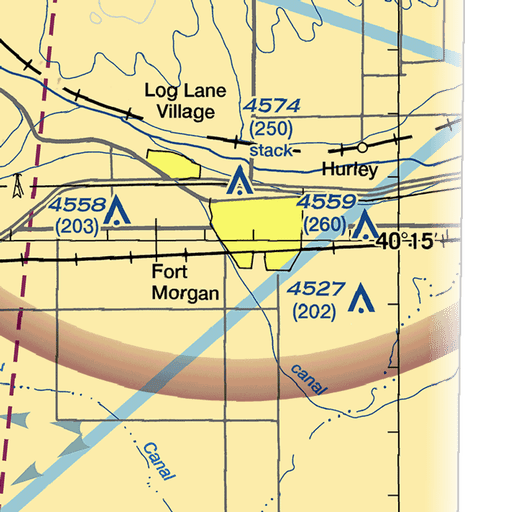 Log Lane
Village
4574
(250)
stack
Hurley
4558
(203)
4559
(260)
40°15'
Fort
Morgan
4527
(202)
canal
Canal